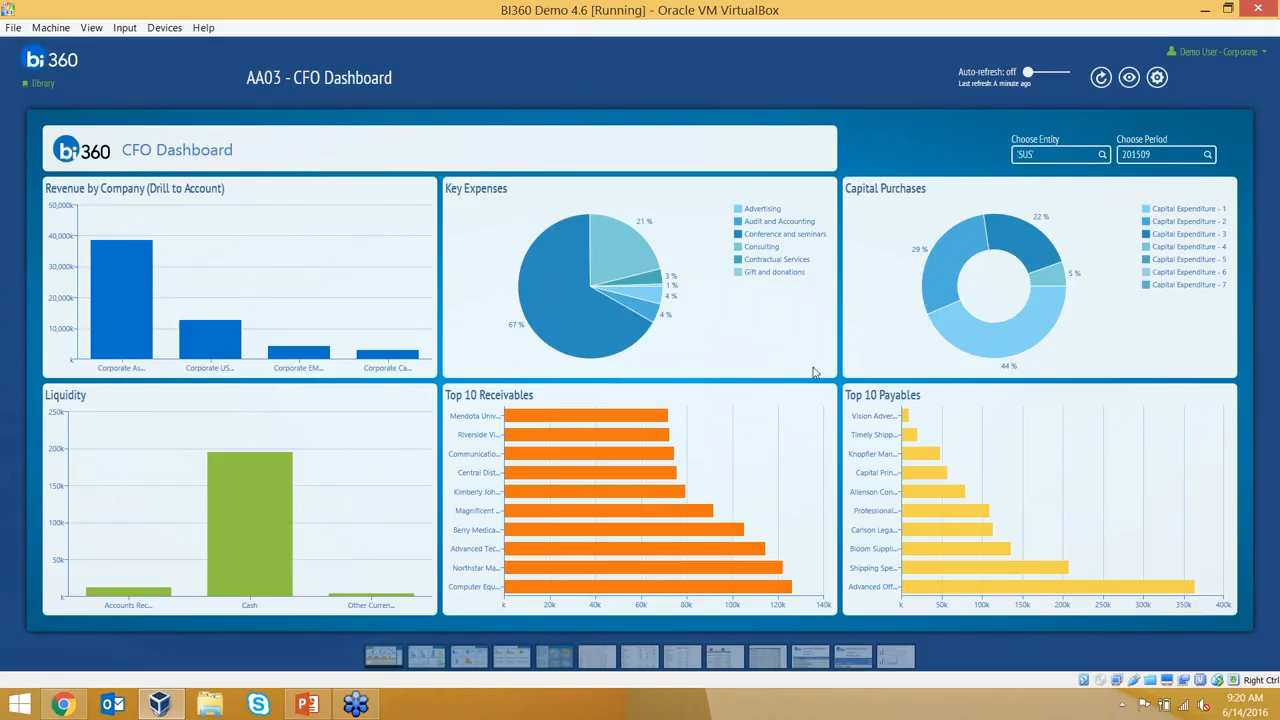 BI360 Demo 4.6 [Running] - Oracle VM VirtualBox
File Machine View Input Devices Help
bi360
Library
AA03 - CFO Dashboard
Auto-refresh: off
Last refresh: A minute ago
Demo User - Corporate
bi360 CFO Dashboard
Choose Entity
'SUS'
Choose Period
201509
Revenue by Company (Drill to Account)
50,000k
40,000k
30,000k
20,000k
10,000k
k
Corporate As... Corporate US... Corporate EM... Corporate Ca...
Key Expenses
21 %
3 %
1 %
4 %
4 %
67 %
Advertising
Audit and Accounting
Conference and seminars
Consulting
Contractual Services
Gift and donations
Capital Purchases
22 %
29 %
5 %
44 %
Capital Expenditure - 1
Capital Expenditure - 2
Capital Expenditure - 3
Capital Expenditure - 4
Capital Expenditure - 5
Capital Expenditure - 6
Capital Expenditure - 7
Liquidity
250k
200k
150k
100k
50k
k
Accounts Rec... Cash Other Curren...
Top 10 Receivables
Mendota Univ...
Riverside Vi...
Communicatio...
Central Dist...
Kimberly Joh...
Magnificent ...
Berry Medica...
Advanced Tec...
Northstar Ma...
Computer Equ...
k 20k 40k 60k 80k 100k 120k 140k
Top 10 Payables
Vision Adver...
Timely Shipp...
Knopfler Man...
Capital Prin...
Allenson Con...
Professional...
Carlson Lega...
Bloom Suppli...
Shipping Spe...
Advanced Off...
k 50k 100k 150k 200k 250k 300k 350k 400k
Right Ctrl
9:20 AM
6/14/2016